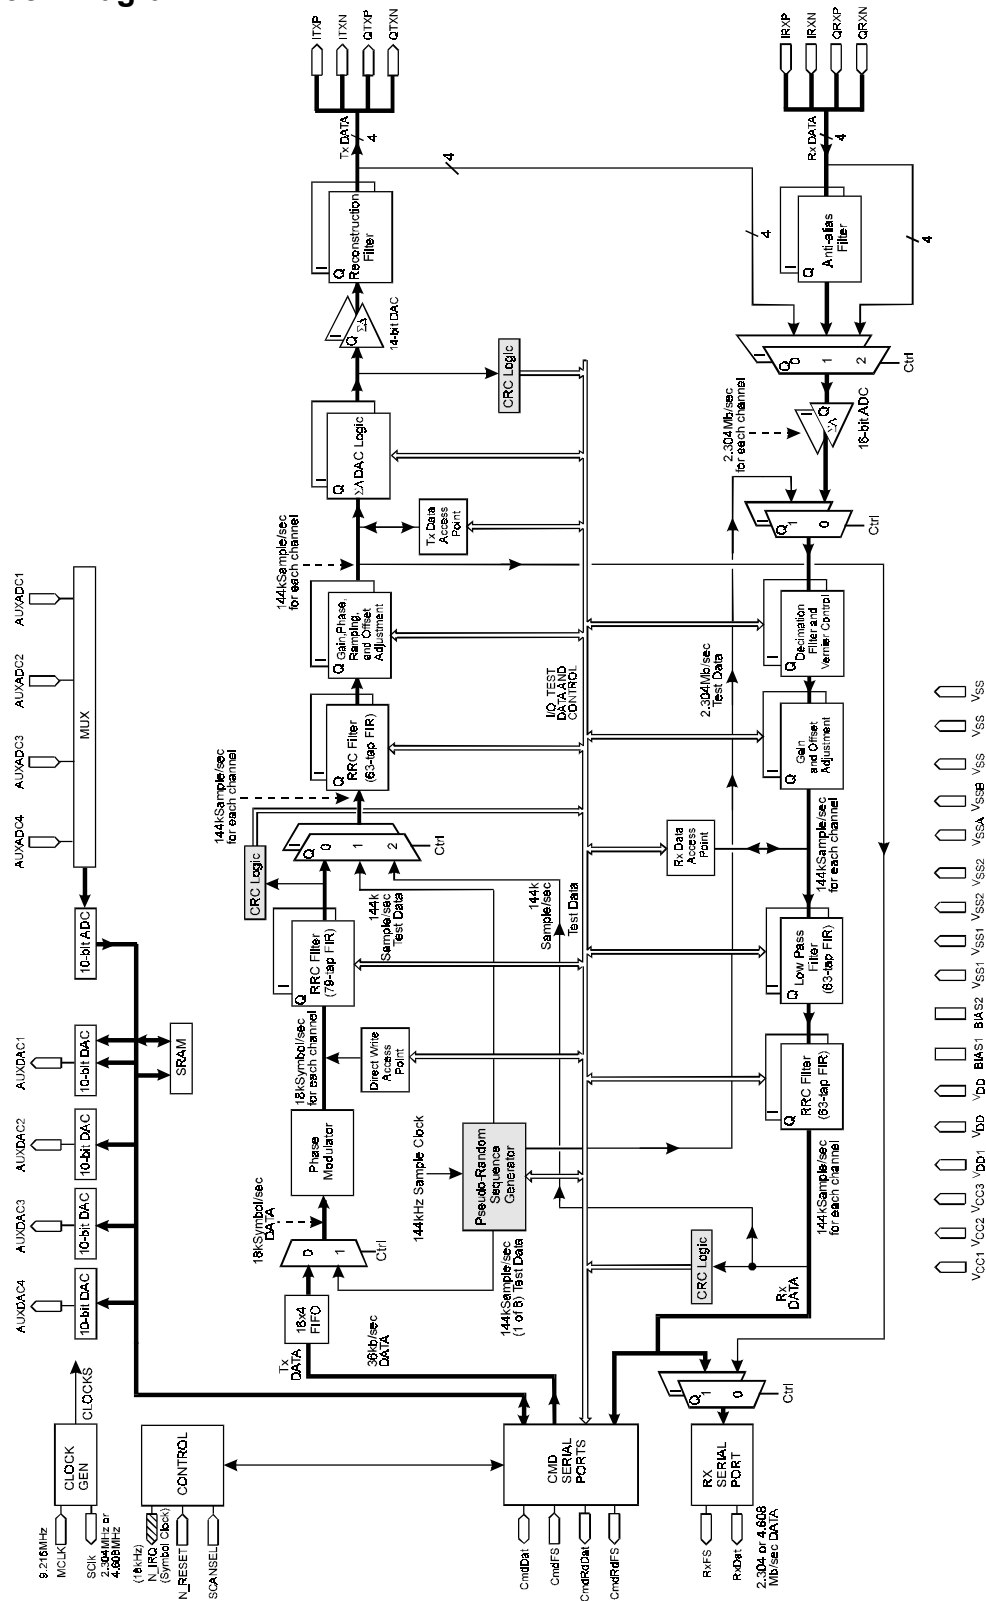 ITXP
ITXN
QTXP
QTXN
Tx DATA
4
4
I
Q
Reconstruction
Filter
I
Q ΣΔ
14-bit DAC
CRC Logic
I
Q
ΣΔ DAC Logic
Tx Data
Access
Point
144kSample/sec
for each channel
I
Q
Gain,Phase,
Ramping,
and Offset
Adjustment
I
Q
RRC Filter
(63-tap FIR)
I/O, TEST
DATA AND
CONTROL
144kSample/sec
for each channel
I
Q
0
1
2
Ctrl
CRC Logic
144k
Sample/sec
Test Data
144k
Sample/sec
Test Data
I
Q
RRC Filter
(79-tap FIR)
18kSymbol/sec
for each channel
Direct Write
Access
Point
Phase
Modulator
144kHz Sample Clock
Pseudo-Random
Sequence
Generator
18kSymbol/sec
DATA
0
1
Ctrl
144kSample/sec
(1 of 8) Test Data
16x4
FIFO
Tx
DATA
36kb/sec
DATA
IRXP
IRXN
QRXP
QRXN
Rx DATA
4
4
4
I
Q
Anti-alias
Filter
I
Q
0
1
2
Ctrl
2.304Mb/sec
for each channel
I
Q
ΣΔ
16-bit ADC
I
Q
1
0
Ctrl
I
Q
Decimation
Filter and
Vernier Control
2.304Mb/sec
Test Data
I
Q
Gain
and Offset
Adjustment
Rx Data
Access
Point
144kSample/sec
for each channel
I
Q
Low Pass
Filter
(63-tap FIR)
I
Q
RRC Filter
(63-tap FIR)
144kSample/sec
for each channel
CRC Logic
Rx
DATA
I
Q
1
0
Ctrl
RX
SERIAL
PORT
RxFS
RxDat
2.304 or 4.608
Mb/sec DATA
CMD
SERIAL
PORTS
CmdDat
CmdFS
CmdRdDat
CmdRdFS
AUXADC1
AUXADC2
AUXADC3
AUXADC4
MUX
10-bit ADC
SRAM
AUXDAC1
10-bit DAC
AUXDAC2
10-bit DAC
AUXDAC3
10-bit DAC
AUXDAC4
10-bit DAC
CLOCKS
CLOCK
GEN
9.216MHz
MCLK
SClk
2.304MHz or
4.608MHz
CONTROL
(18kHz)
N_IRQ
(Symbol Clock)
N_RESET
SCANSEL
VSS
VSS
VSS
VSSB
VSSA
VSS2
VSS2
VSS1
VSS1
BIAS2
BIAS1
VDD
VDD
VDD1
VCC3
VCC2
VCC1